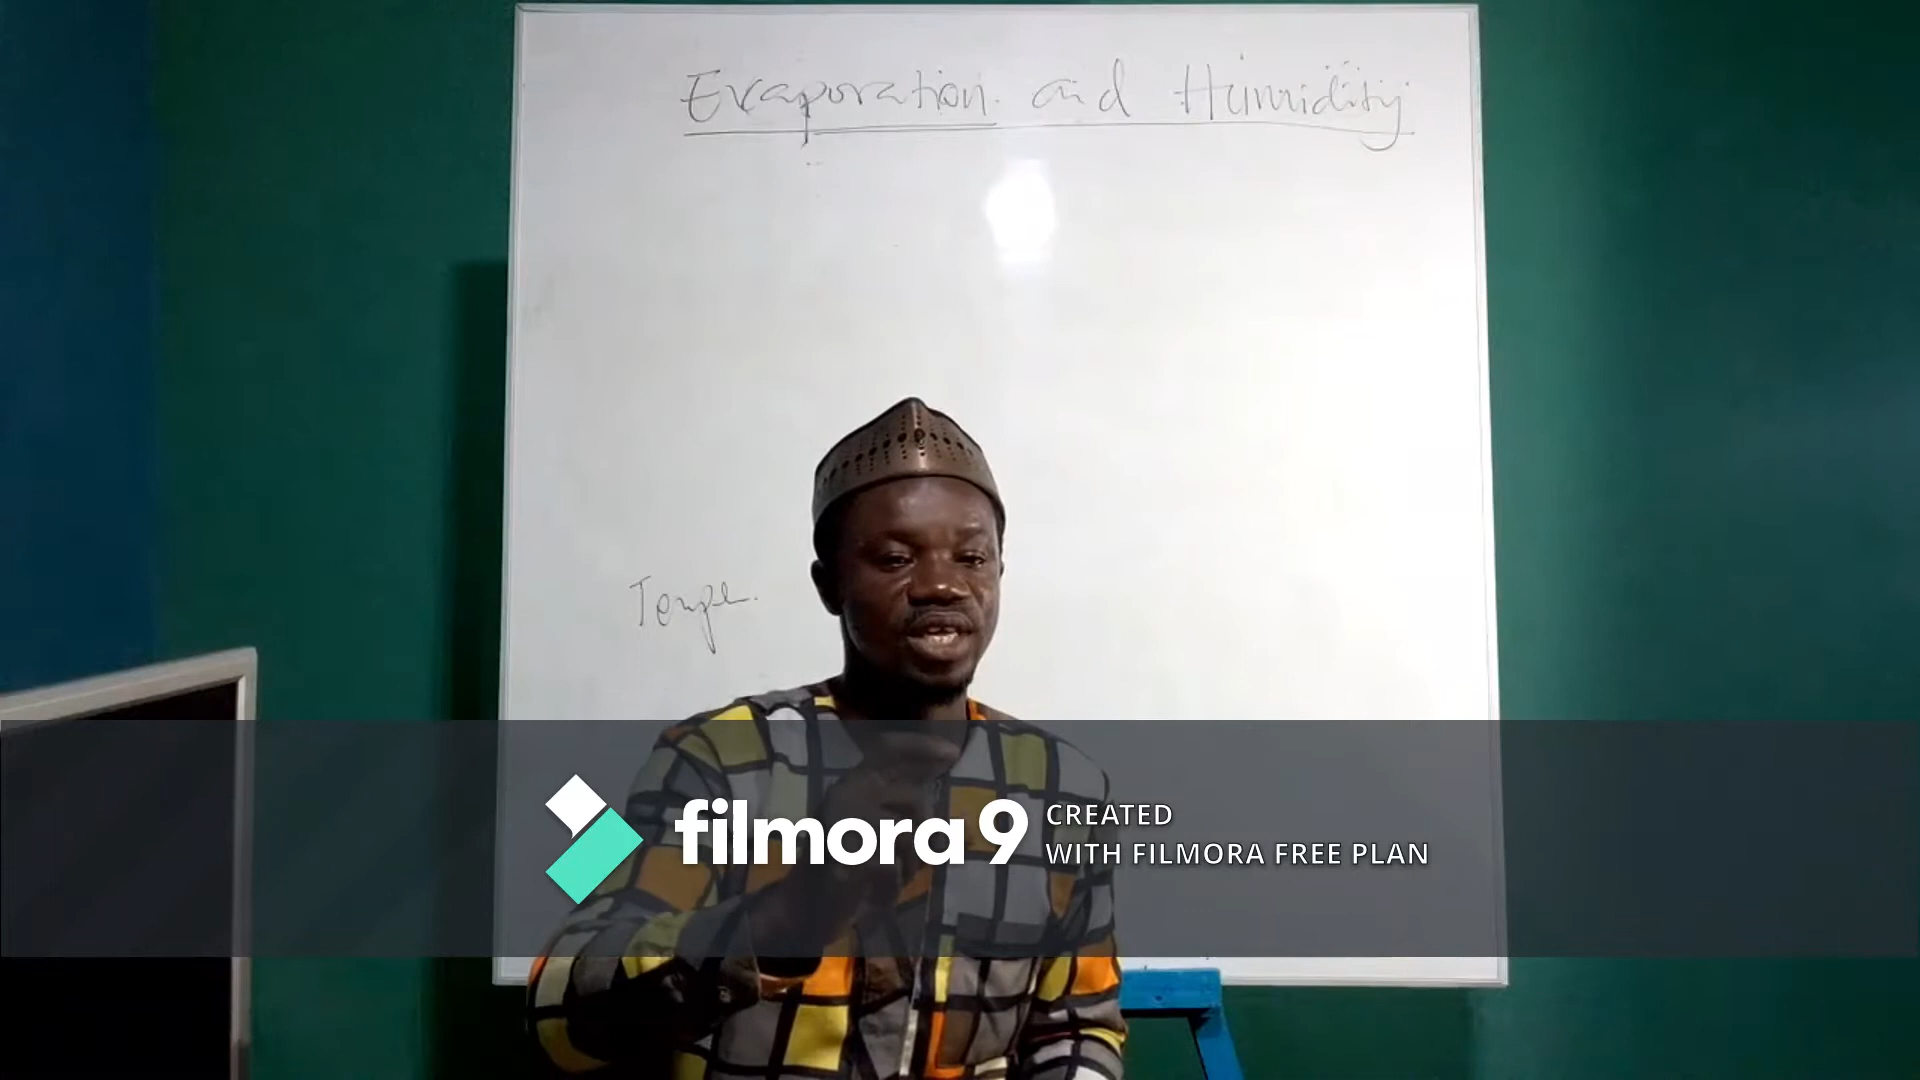 Evaporation and Humidity
Tempe.
filmora9
CREATED
WITH FILMORA FREE PLAN